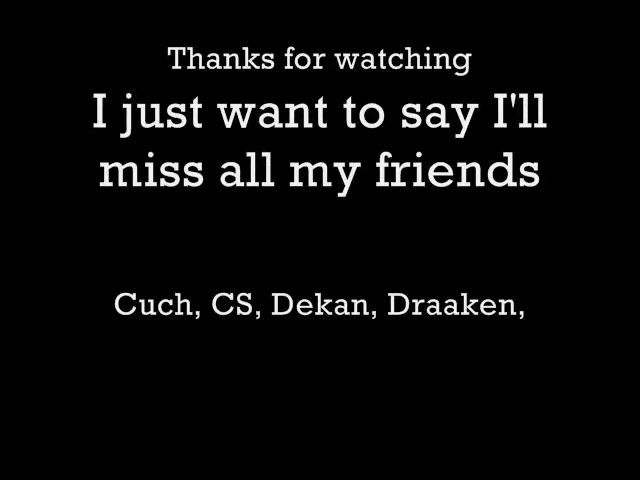 Thanks for watching
I just want to say I'll
miss all my friends
Cuch, CS, Dekan, Draaken,